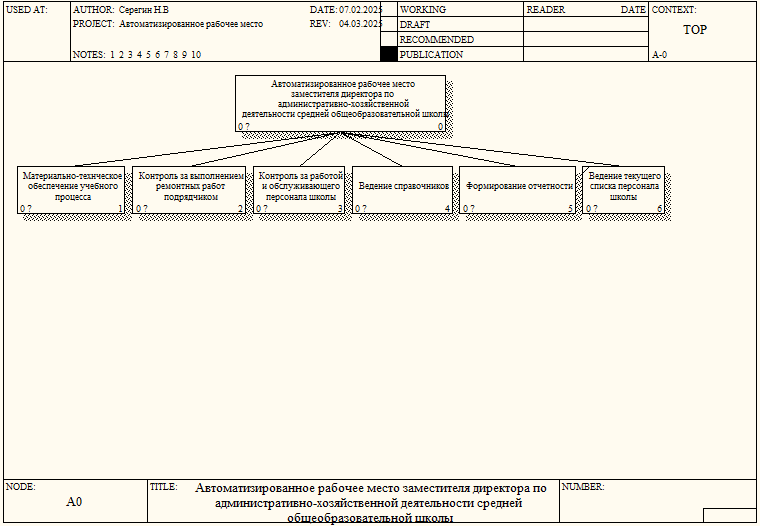 USED AT:
AUTHOR: Серегин Н.В
DATE: 07.02.2025
PROJECT: Автоматизированное рабочее место
REV: 04.03.2025
NOTES: 1 2 3 4 5 6 7 8 9 10
WORKING
DRAFT
RECOMMENDED
PUBLICATION
READER
DATE
CONTEXT:
TOP
A-0
Автоматизированное рабочее место
заместителя директора по
административно-хозяйственной
деятельности средней общеобразовательной школы
0 ?
0
Материально-технческое
обеспечение учебного
процесса
0 ?
1
Контроль за выполнением
ремонтных работ
подрядчиком
0 ?
2
Контроль за работой
и обслуживающего
персонала школы
0 ?
3
Ведение справочников
0 ?
4
Формирование отчетности
0 ?
5
Ведение текущего
списка персонала
школы
0 ?
6
NODE:
A0
TITLE:
Автоматизированное рабочее место заместителя директора по
административно-хозяйственной деятельности средней
общеобразовательной школы
NUMBER: